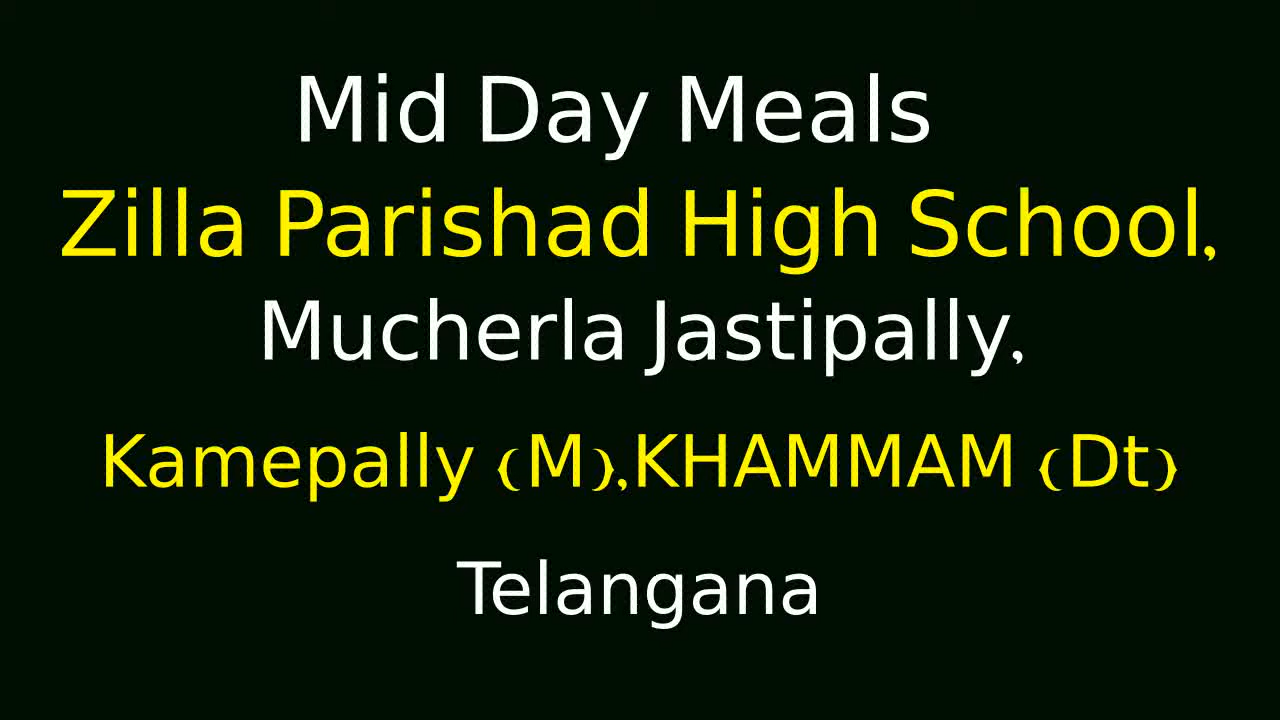 Mid Day Meals
Zilla Parishad High School,
Mucherla Jastipally,
Kamepally (M),KHAMMAM (Dt)
Telangana